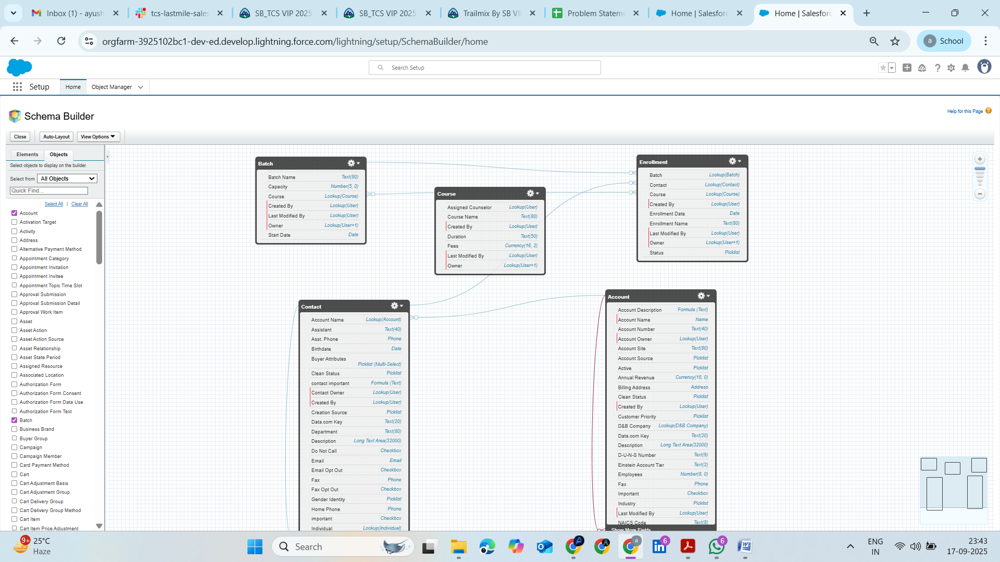 Inbox (1) - ayush
tcs-lastmile-sales
SB_TCS VIP 2025
SB_TCS VIP 2025
Trailmix By SB VI
Problem Stateme
Home | Salesforc
Home | Salesforc
orgfarm-3925102bc1-dev-ed.develop.lightning.force.com/lightning/setup/SchemaBuilder/home
a School
Search Setup
Setup
Home
Object Manager
Schema Builder
Help for this Page ?
Close
Auto-Layout
View Options
Elements
Objects
Select objects to display on the builder.
Select from All Objects
Quick Find...
Select All | Clear All
Account
Activation Target
Activity
Address
Alternative Payment Method
Appointment Category
Appointment Invitation
Appointment Invitee
Appointment Topic Time Slot
Approval Submission
Approval Submission Detail
Approval Work Item
Asset
Asset Action
Asset Action Source
Asset Relationship
Asset State Period
Assigned Resource
Associated Location
Authorization Form
Authorization Form Consent
Authorization Form Data Use
Authorization Form Text
Batch
Business Brand
Buyer Group
Campaign
Campaign Member
Card Payment Method
Cart
Cart Adjustment Basis
Cart Adjustment Group
Cart Delivery Group
Cart Delivery Group Method
Cart Item
Cart Item Price Adjustment
Batch
Batch Name Text(80)
Capacity Number(5, 0)
Course Lookup(Course)
Created By Lookup(User)
Last Modified By Lookup(User)
Owner Lookup(User+1)
Start Date Date
Course
Assigned Counselor Lookup(User)
Course Name Text(80)
Created By Lookup(User)
Duration Text(50)
Fees Currency(16, 2)
Last Modified By Lookup(User)
Owner Lookup(User+1)
Enrollment
Batch Lookup(Batch)
Contact Lookup(Contact)
Course Lookup(Course)
Created By Lookup(User)
Enrollment Date Date
Enrollment Name Text(80)
Last Modified By Lookup(User)
Owner Lookup(User+1)
Status Picklist
Contact
Account Name Lookup(Account)
Assistant Text(40)
Asst. Phone Phone
Birthdate Date
Buyer Attributes
Picklist (Multi-Select)
Clean Status Picklist
contact important Formula (Text)
Contact Owner Lookup(User)
Created By Lookup(User)
Creation Source Picklist
Data.com Key Text(20)
Department Text(80)
Description Long Text Area(32000)
Do Not Call Checkbox
Email Email
Email Opt Out Checkbox
Fax Phone
Fax Opt Out Checkbox
Gender Identity Picklist
Home Phone Phone
important Checkbox
Individual Lookup(Individual)
Account
Account Description Formula (Text)
Account Name Name
Account Number Text(40)
Account Owner Lookup(User)
Account Site Text(80)
Account Source Picklist
Active Picklist
Annual Revenue Currency(18, 0)
Billing Address Address
Clean Status Picklist
Created By Lookup(User)
Customer Priority Picklist
D&B Company Lookup(D&B Company)
Data.com Key Text(20)
Description Long Text Area(32000)
D-U-N-S Number Text(9)
Einstein Account Tier Text(2)
Employees Number(8, 0)
Fax Phone
Important Checkbox
Industry Picklist
Last Modified By Lookup(User)
NAICS Code Text(8)
Show More Fields
9+
25°C
Haze
Search
6
6
ENG
IN
23:43
17-09-2025